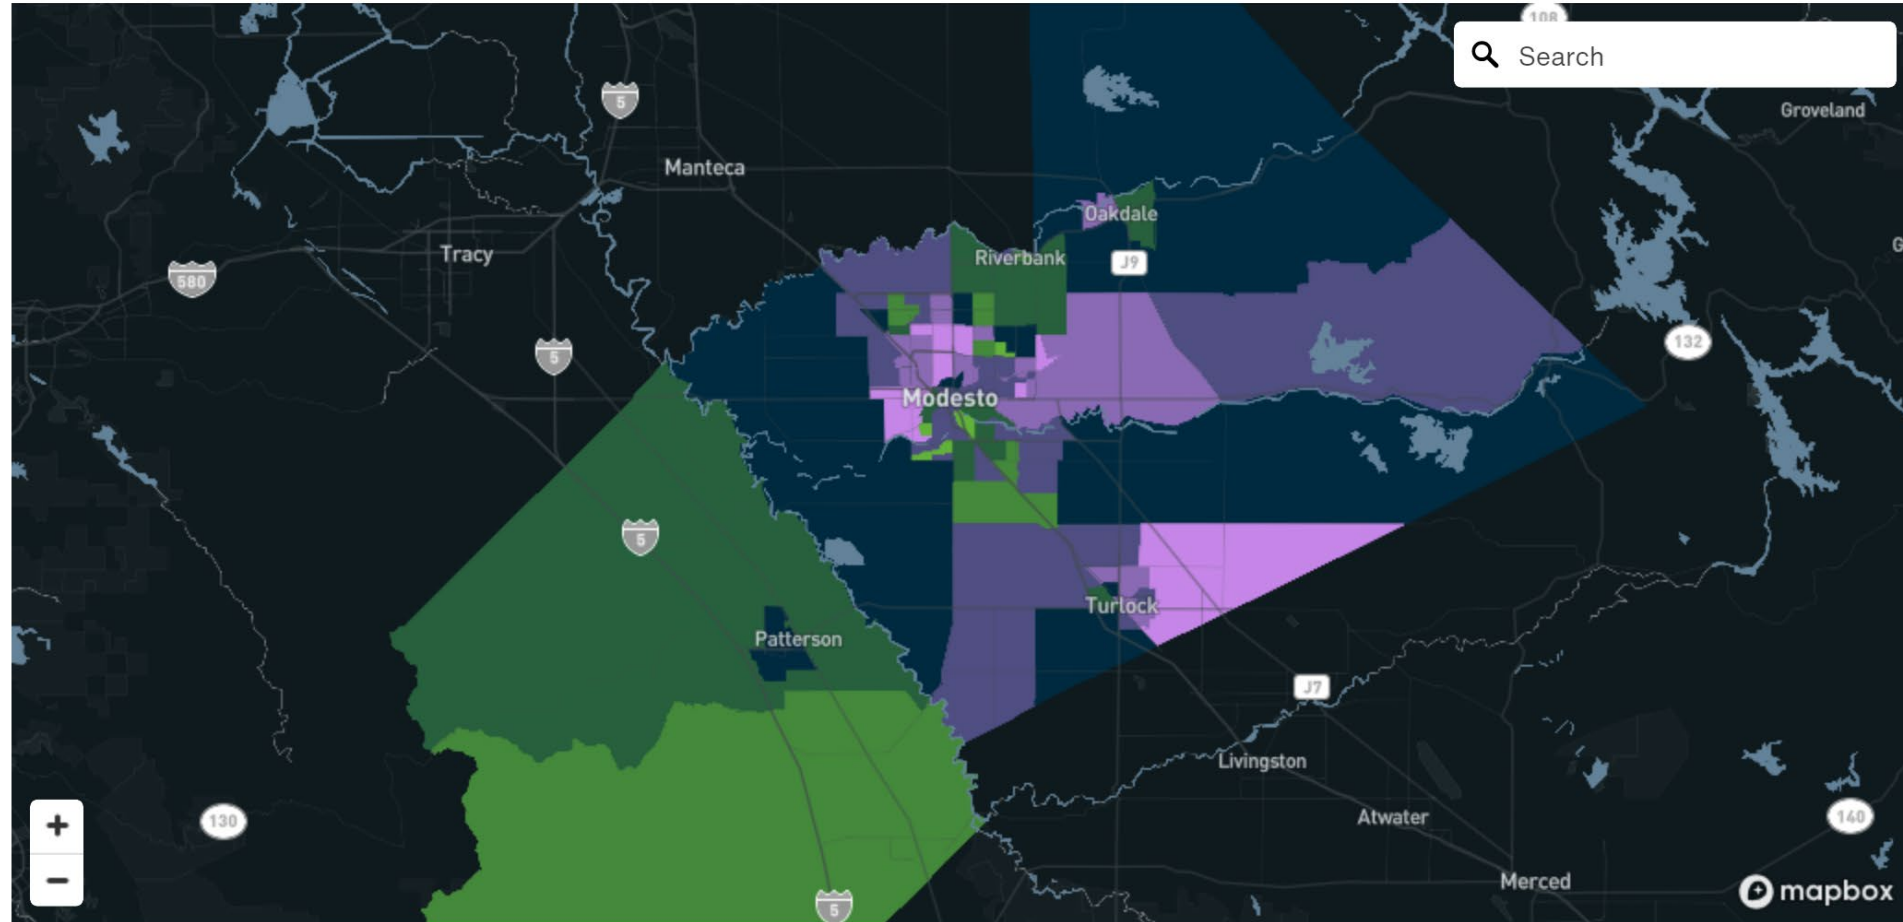 108
Search
5
Groveland
Manteca
Oakdale
Tracy
Riverbank
J9
580
132
5
Modesto
5
Turlock
Patterson
J7
Livingston
130
+
Atwater
140
Merced
−
mapbox
5